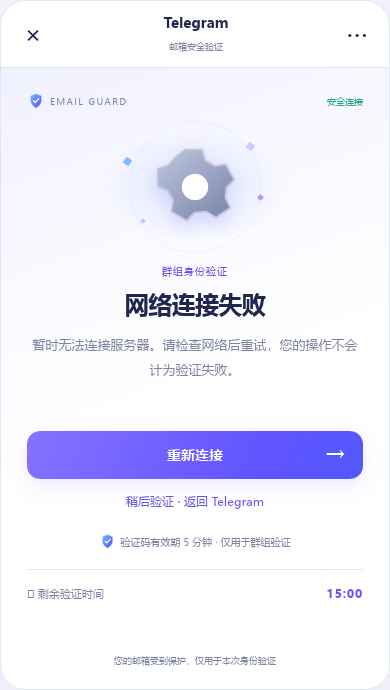 Telegram
邮箱安全验证
EMAIL GUARD
安全连接
群组身份验证
网络连接失败
暂时无法连接服务器。请检查网络后重试，您的操作不会
计为验证失败。
重新连接 →
稍后验证 · 返回 Telegram
验证码有效期 5 分钟 · 仅用于群组验证
剩余验证时间
15:00
您的邮箱受到保护，仅用于本次身份验证